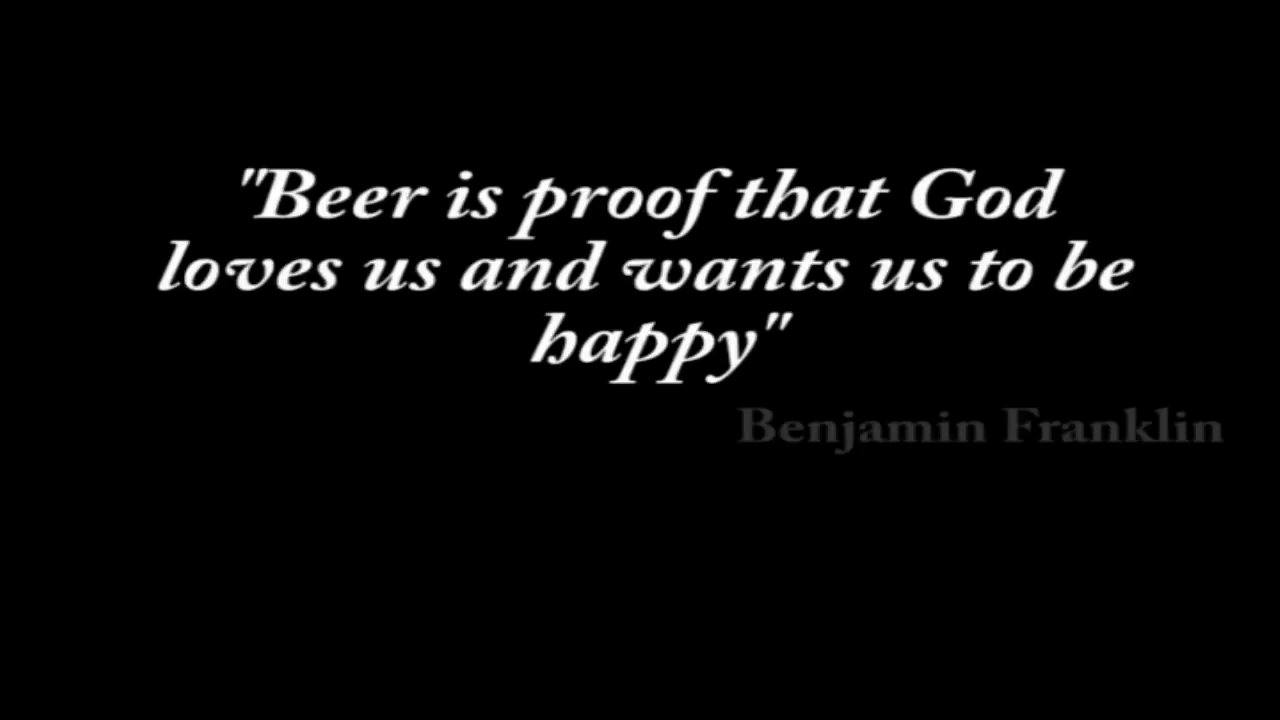 "Beer is proof that God
loves us and wants us to be
happy"
Benjamin Franklin